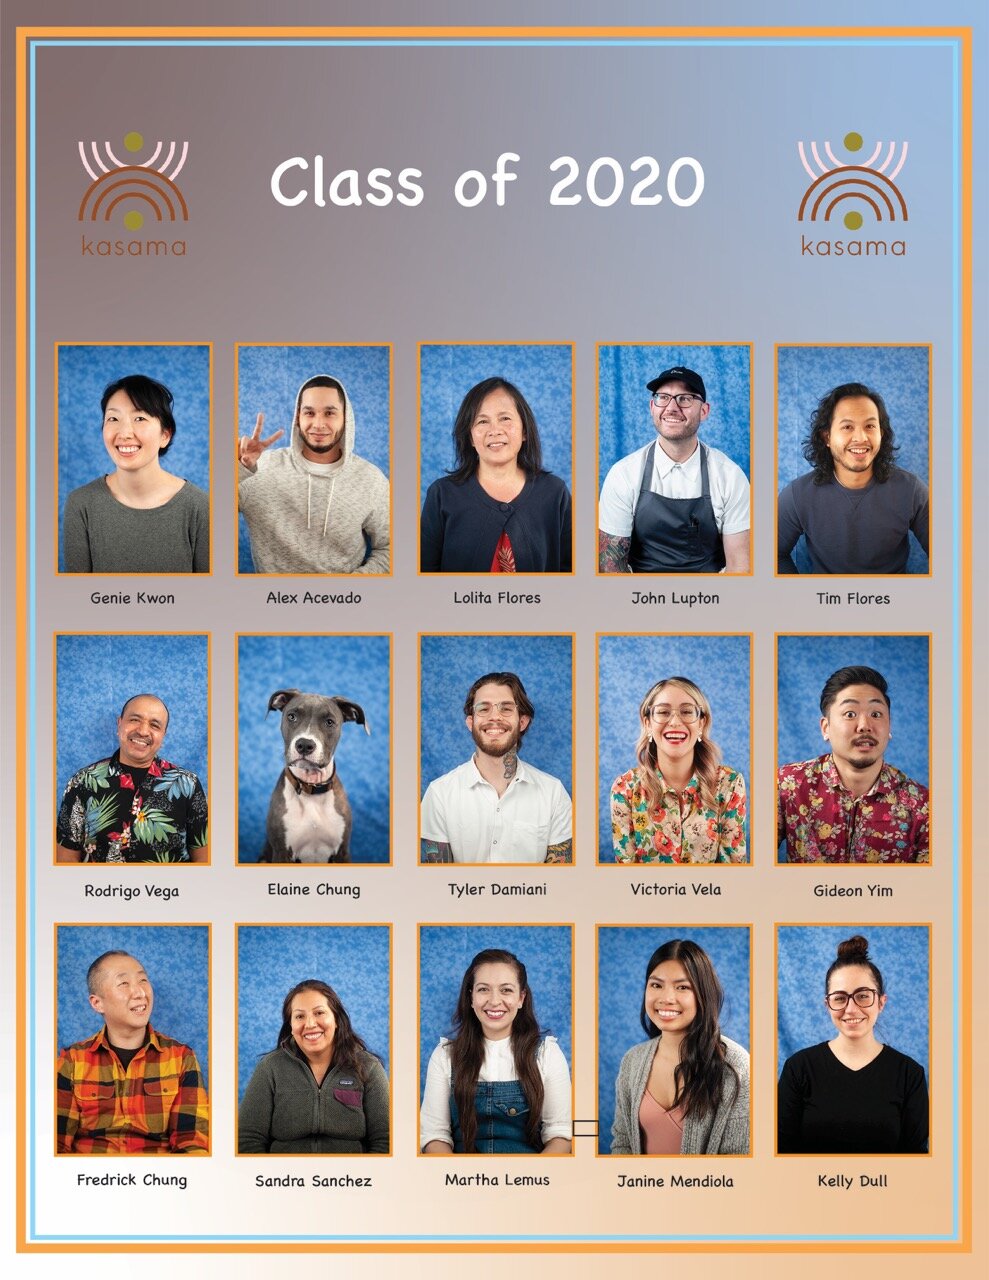 Class of 2020
kasama
kasama
Genie Kwon
Alex Acevado
Lolita Flores
John Lupton
Tim Flores
Rodrigo Vega
Elaine Chung
Tyler Damiani
Victoria Vela
Gideon Yim
Fredrick Chung
Sandra Sanchez
Martha Lemus
Janine Mendiola
Kelly Dull